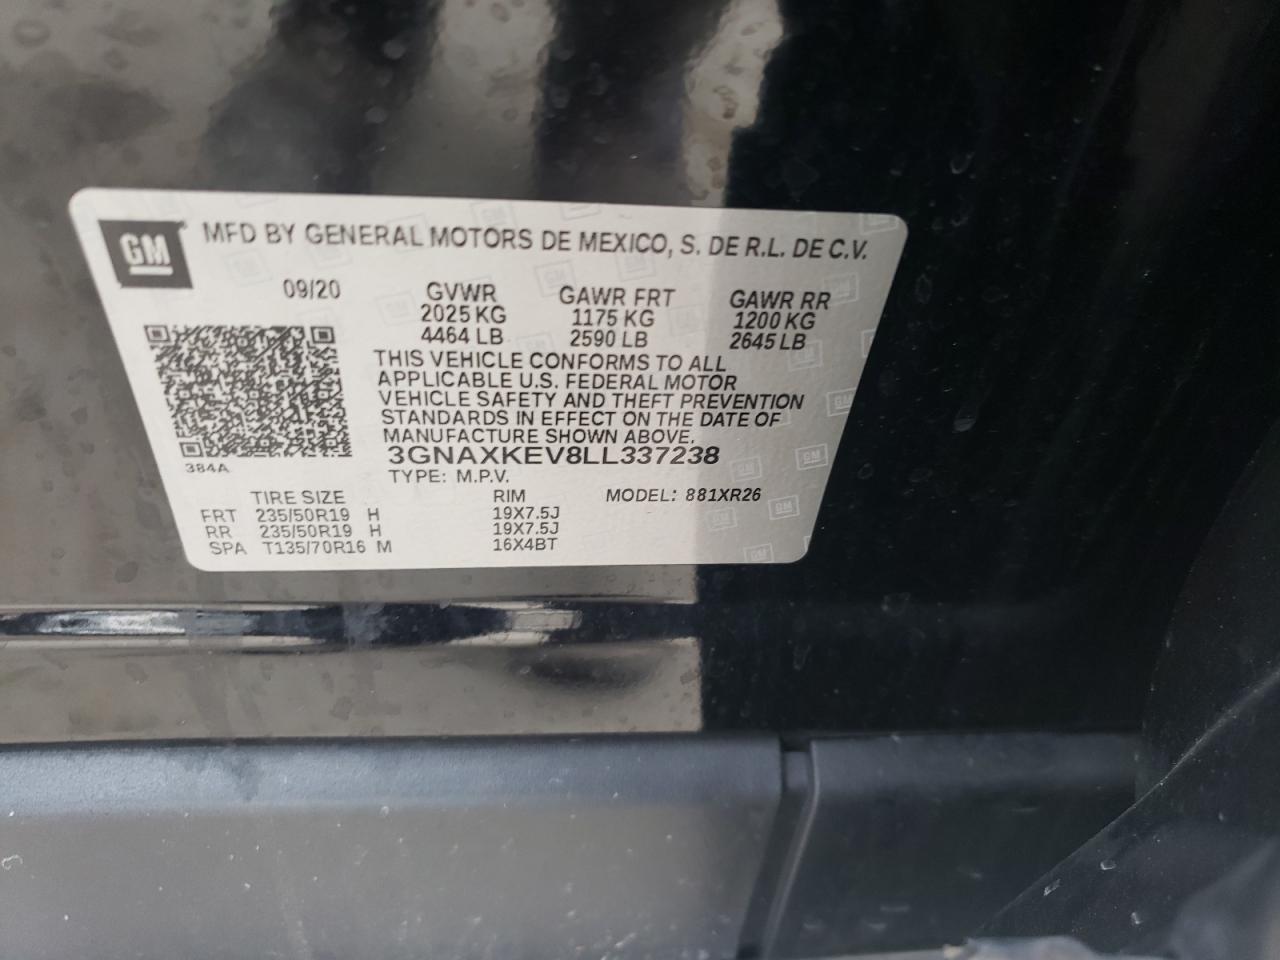 GM MFD BY GENERAL MOTORS DE MEXICO, S. DE R.L. DE C.V.
09/20 GVWR GAWR FRT GAWR RR
2025 KG 1175 KG 1200 KG
4464 LB 2590 LB 2645 LB
THIS VEHICLE CONFORMS TO ALL
APPLICABLE U.S. FEDERAL MOTOR
VEHICLE SAFETY AND THEFT PREVENTION
STANDARDS IN EFFECT ON THE DATE OF
MANUFACTURE SHOWN ABOVE.
3GNAXKEV8LL337238
384A TYPE: M.P.V.
TIRE SIZE RIM MODEL: 881XR26
FRT 235/50R19 H 19X7.5J
RR 235/50R19 H 19X7.5J
SPA T135/70R16 M 16X4BT